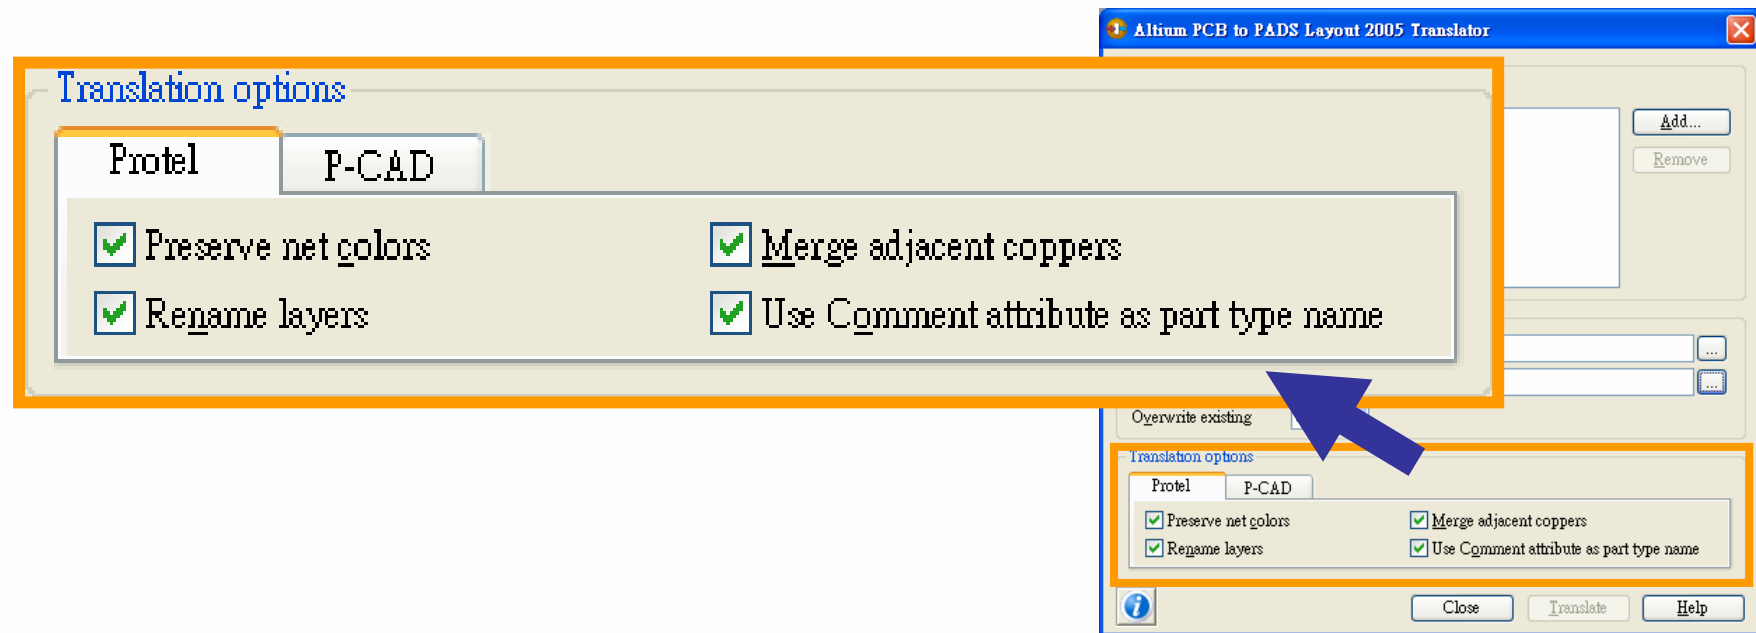 Altium PCB to PADS Layout 2005 Translator
Translation options
Protel
P-CAD
Preserve net colors
Merge adjacent coppers
Rename layers
Use Comment attribute as part type name
Add...
Remove
...
...
Overwrite existing
Translation options
Protel
P-CAD
Preserve net colors
Merge adjacent coppers
Rename layers
Use Comment attribute as part type name
Close
Translate
Help